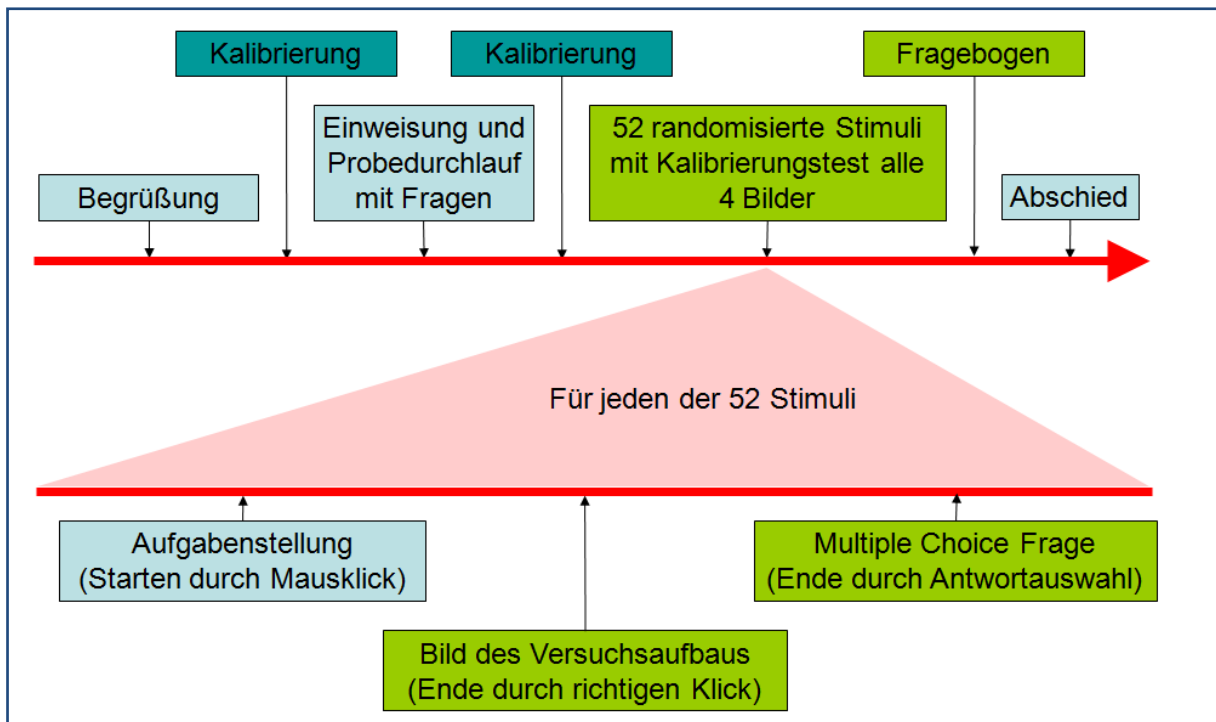 Kalibrierung
Kalibrierung
Fragebogen
Einweisung und
Probedurchlauf
mit Fragen
52 randomisierte Stimuli
mit Kalibrierungstest alle
4 Bilder
Begrüßung
Abschied
Für jeden der 52 Stimuli
Aufgabenstellung
(Starten durch Mausklick)
Multiple Choice Frage
(Ende durch Antwortauswahl)
Bild des Versuchsaufbaus
(Ende durch richtigen Klick)